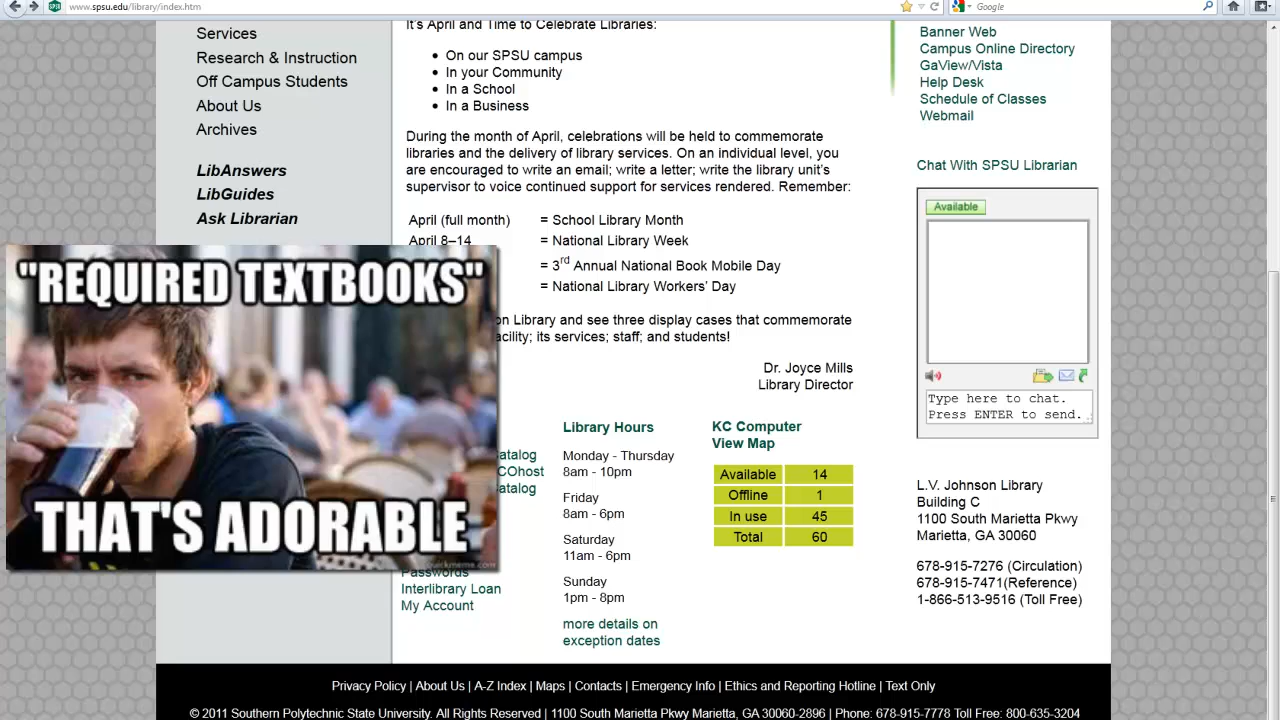 www.spsu.edu/library/index.htm
Google
Services
Research & Instruction
Off Campus Students
About Us
Archives
LibAnswers
LibGuides
Ask Librarian
It's April and Time to Celebrate Libraries:
On our SPSU campus
In your Community
In a School
In a Business
During the month of April, celebrations will be held to commemorate
libraries and the delivery of library services. On an individual level, you
are encouraged to write an email; write a letter; write the library unit's
supervisor to voice continued support for services rendered. Remember:
April (full month) = School Library Month
April 8–14 = National Library Week
= 3rd Annual National Book Mobile Day
= National Library Workers' Day
on Library and see three display cases that commemorate
acility; its services; staff; and students!
Dr. Joyce Mills
Library Director
"REQUIRED TEXTBOOKS"
THAT'S ADORABLE
quickmeme.com
atalog
COhost
atalog
Passwords
Interlibrary Loan
My Account
Library Hours
Monday - Thursday
8am - 10pm
Friday
8am - 6pm
Saturday
11am - 6pm
Sunday
1pm - 8pm
more details on
exception dates
KC Computer
View Map
Available 14
Offline 1
In use 45
Total 60
Banner Web
Campus Online Directory
GaView/Vista
Help Desk
Schedule of Classes
Webmail
Chat With SPSU Librarian
Available
Type here to chat.
Press ENTER to send.
L.V. Johnson Library
Building C
1100 South Marietta Pkwy
Marietta, GA 30060
678-915-7276 (Circulation)
678-915-7471(Reference)
1-866-513-9516 (Toll Free)
Privacy Policy | About Us | A-Z Index | Maps | Contacts | Emergency Info | Ethics and Reporting Hotline | Text Only
© 2011 Southern Polytechnic State University. All Rights Reserved | 1100 South Marietta Pkwy Marietta, GA 30060-2896 | Phone: 678-915-7778 Toll Free: 800-635-3204